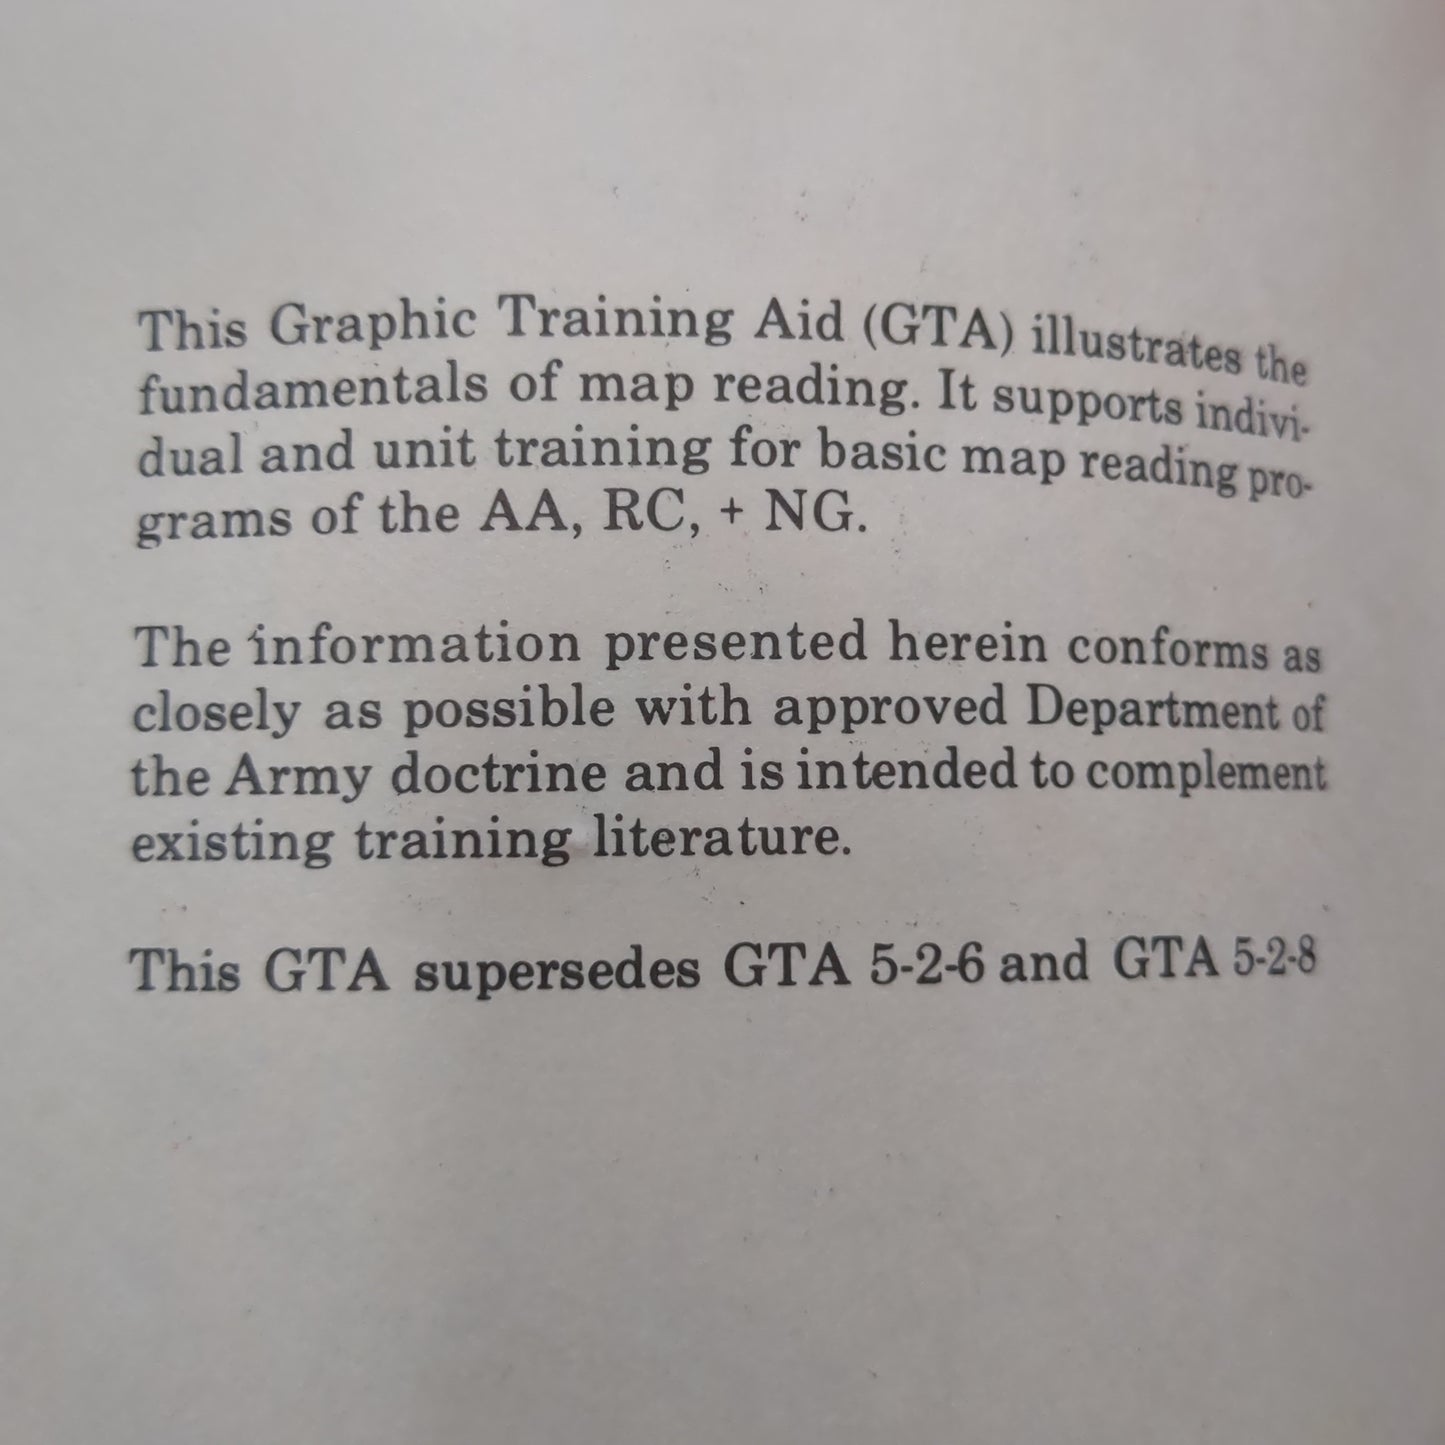 This Graphic Training Aid (GTA) illustrates the
fundamentals of map reading. It supports indivi-
dual and unit training for basic map reading pro-
grams of the AA, RC, + NG.
The information presented herein conforms as
closely as possible with approved Department of
the Army doctrine and is intended to complement
existing training literature.
This GTA supersedes GTA 5-2-6 and GTA 5-2-8